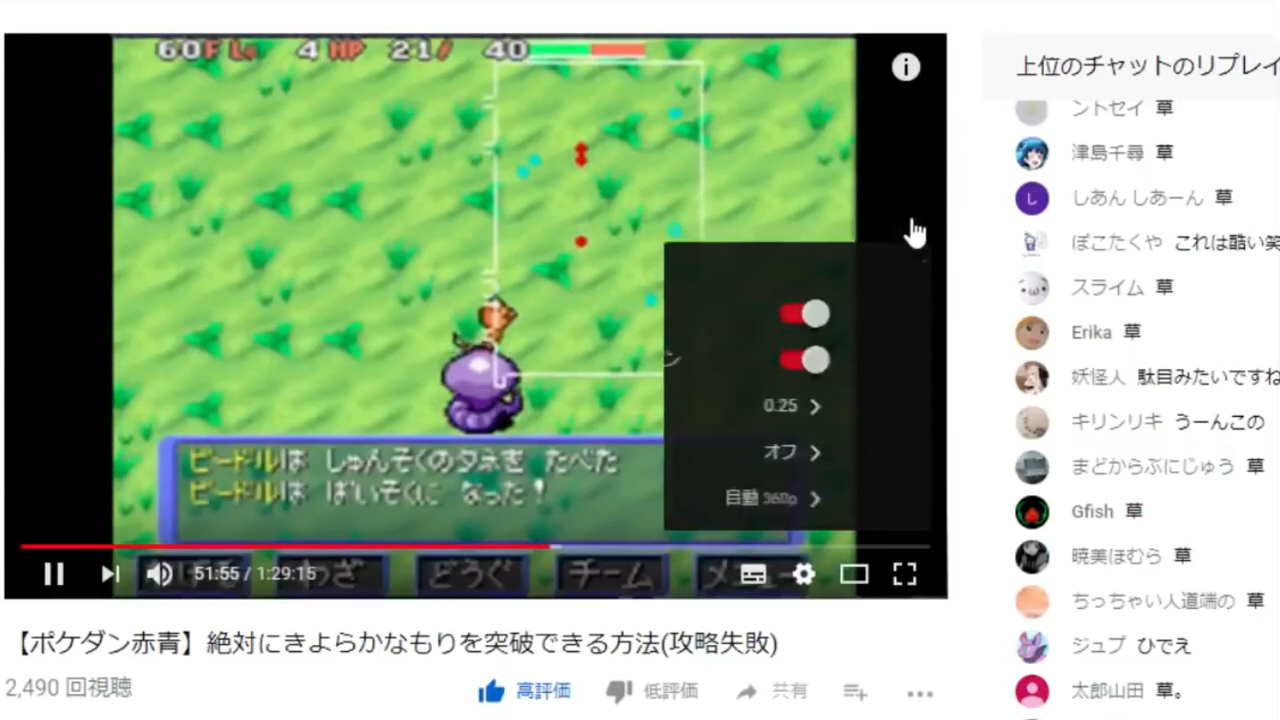 60F Lv 4 HP 21/ 40
ビードルは しゅんそくのタネを たべた
ビードルは ばいそくに なった!
0.25
オフ
自動 360p
わざ
どうぐ
チーム
51:55 / 1:29:15
【ポケダン赤青】絶対にきよらかなもりを突破できる方法(攻略失敗)
2,490 回視聴
高評価
低評価
共有
上位のチャットのリプレイ
ントセイ 草
津島千尋 草
し
しあん しあーん 草
ぽこたくや これは酷い笑
スライム 草
Erika 草
妖怪人 駄目みたいですね
キリンリキ うーんこの
まどからぶにじゅう 草
Gfish 草
暁美ほむら 草
ちっちゃい人道端の 草
ジュプ ひでえ
太郎山田 草。